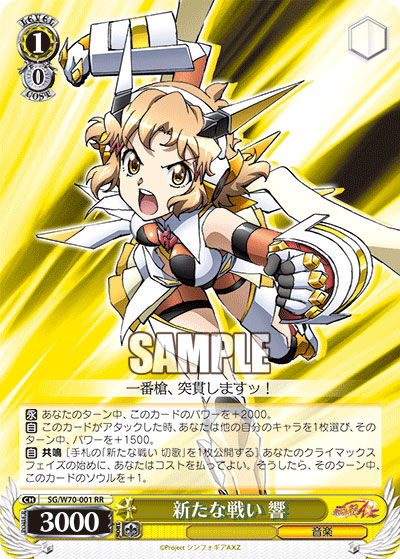 LEVEL
1
0
COST
SAMPLE
一番槍、突貫しますッ!
永 あなたのターン中、このカードのパワーを+2000。
自 このカードがアタックした時、あなたは他の自分のキャラを1枚選び、そのターン中、パワーを+1500。
自 共鳴 [手札の「新たな戦い 切歌」を1枚公開する] あなたのクライマックスフェイズの始めに、あなたはコストを払ってよい。そうしたら、そのターン中、このカードのソウルを+1。
CH
SG/W70-001 RR
3000
SOUL
新たな戦い 響
音楽
©Project シンフォギアAXZ